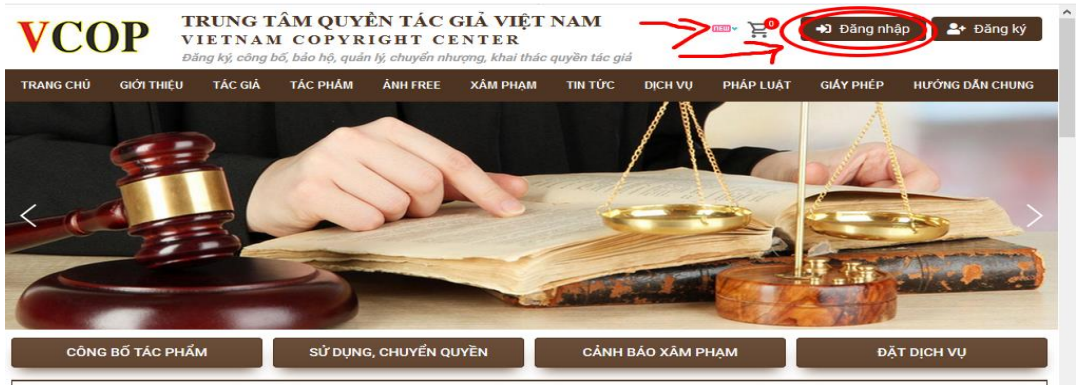 VCOP
TRUNG TÂM QUYỀN TÁC GIẢ VIỆT NAM
VIETNAM COPYRIGHT CENTER
Đăng ký, công bố, bảo hộ, quản lý, chuyển nhượng, khai thác quyền tác giả
NEW
0
Đăng nhập
Đăng ký
TRANG CHỦ GIỚI THIỆU TÁC GIẢ TÁC PHẨM ẢNH FREE XÂM PHẠM TIN TỨC DỊCH VỤ PHÁP LUẬT GIẤY PHÉP HƯỚNG DẪN CHUNG
CÔNG BỐ TÁC PHẨM SỬ DỤNG, CHUYỂN QUYỀN CẢNH BÁO XÂM PHẠM ĐẶT DỊCH VỤ